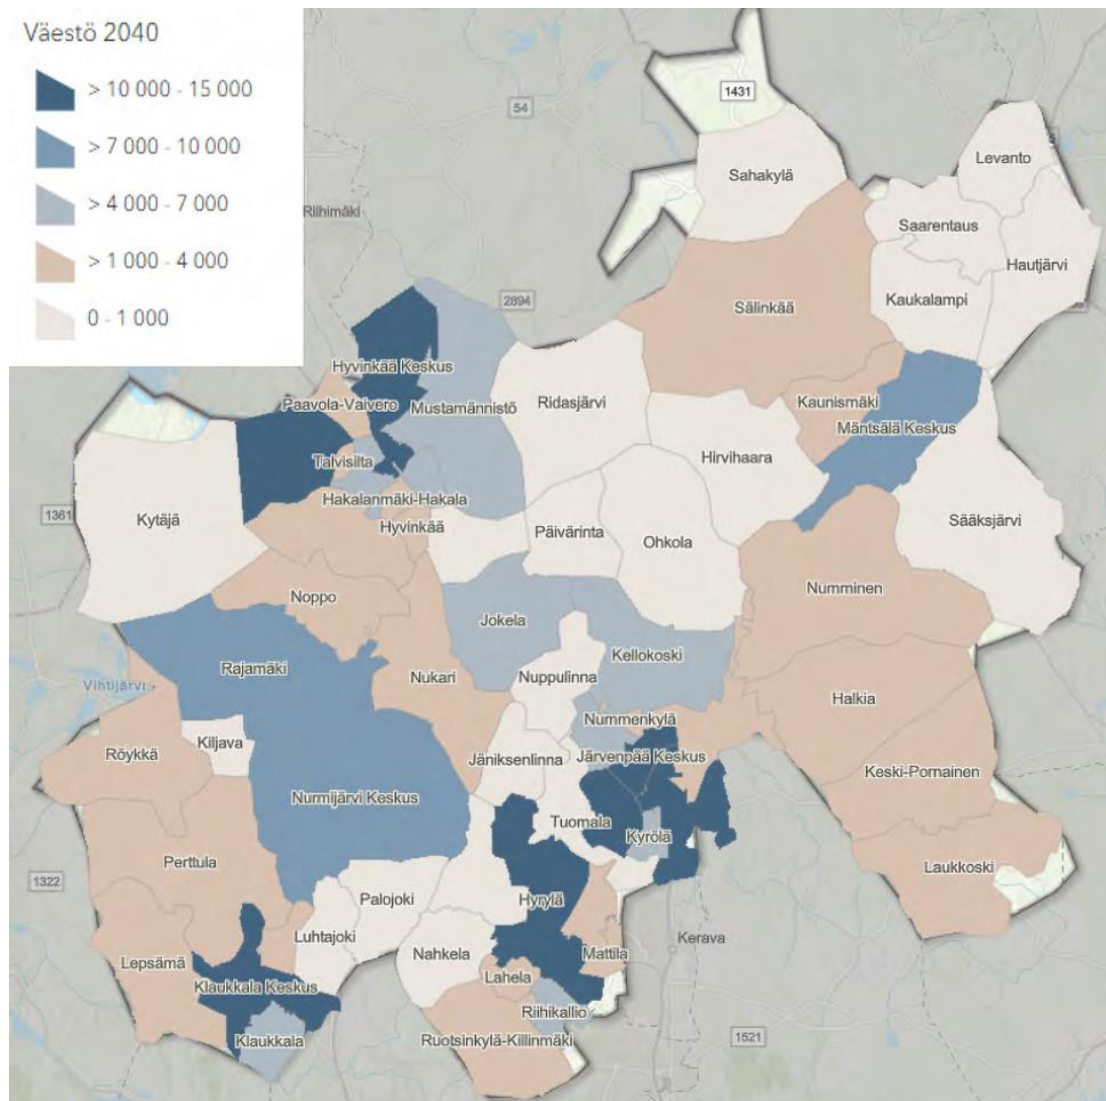 Väestö 2040
> 10 000 - 15 000
> 7 000 - 10 000
> 4 000 - 7 000
> 1 000 - 4 000
0 - 1 000
1431
54
Levanto
Sahakylä
Riihimäki
Saarentaus
Hautjärvi
2894
Kaukalampi
Sälinkää
Hyvinkää Keskus
Paavola-Vaivero
Mustamännistö
Ridasjärvi
Kaunismäki
Mäntsälä Keskus
Talvisilta
Hirvihaara
Hakalanmäki-Hakala
1361
Kytäjä
Hyvinkää
Päivärinta
Ohkola
Sääksjärvi
Numminen
Noppo
Jokela
Kellokoski
Rajamäki
Nukari
Nuppulinna
Vihtijärvi
Halkia
Nummenkylä
Kiljava
Röykkä
Jäniksenlinna
Järvenpää Keskus
Keski-Pornainen
Nurmijärvi Keskus
Tuomala
Kyrölä
Perttula
Laukkoski
1322
Palojoki
Hyrylä
Luhtajoki
Kerava
Nahkela
Mattila
Lepsämä
Lahela
Klaukkala Keskus
Riihikallio
Klaukkala
Ruotsinkylä-Killinmäki
1521